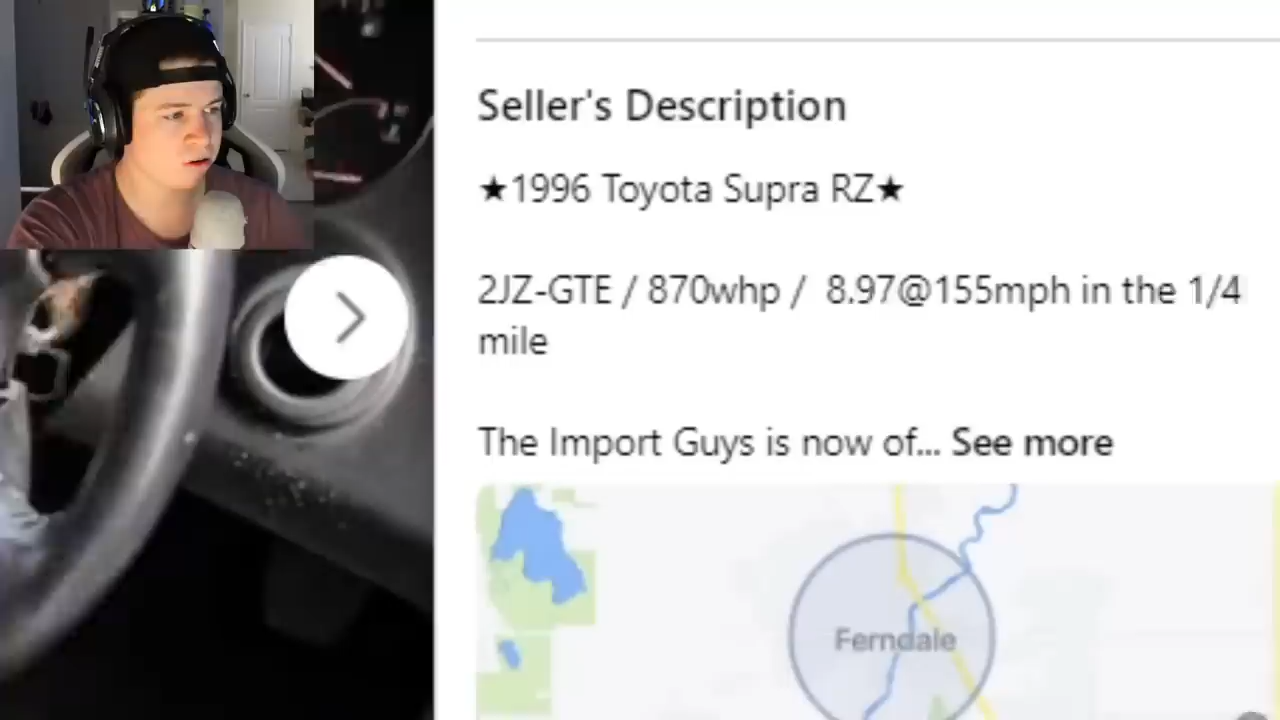 Seller's Description
★1996 Toyota Supra RZ★
2JZ-GTE / 870whp / 8.97@155mph in the 1/4
mile
The Import Guys is now of... See more
Ferndale